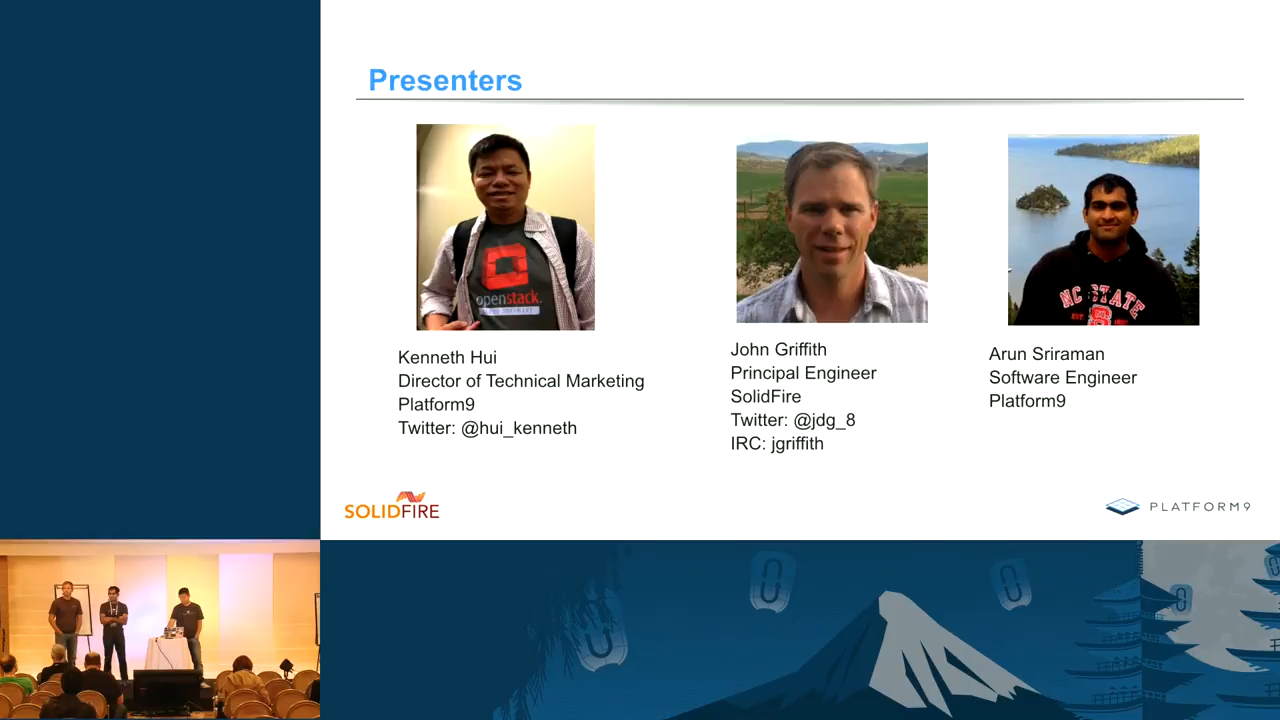 Presenters
openstack.
NC STATE
Kenneth Hui
Director of Technical Marketing
Platform9
Twitter: @hui_kenneth
John Griffith
Principal Engineer
SolidFire
Twitter: @jdg_8
IRC: jgriffith
Arun Sriraman
Software Engineer
Platform9
SOLIDFIRE
PLATFORM9